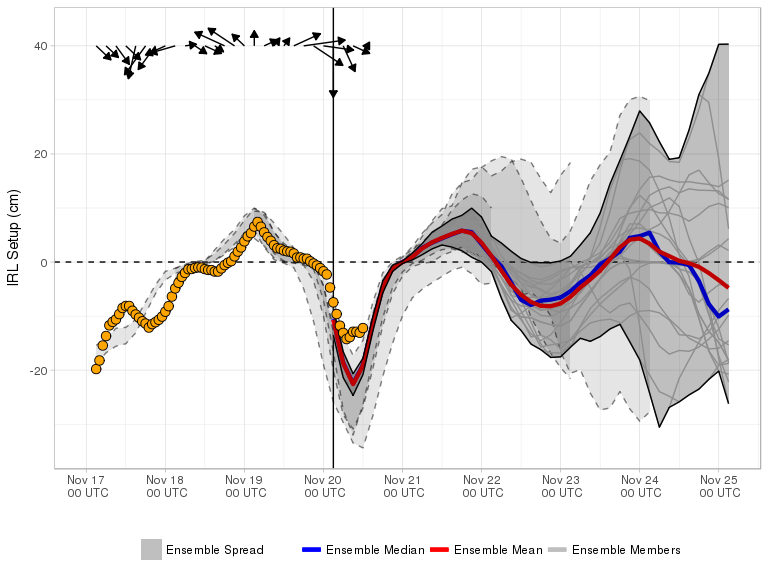 IRL Setup (cm)
40
20
0
-20
Nov 17 Nov 18 Nov 19 Nov 20 Nov 21 Nov 22 Nov 23 Nov 24 Nov 25
00 UTC 00 UTC 00 UTC 00 UTC 00 UTC 00 UTC 00 UTC 00 UTC 00 UTC
Ensemble Spread Ensemble Median Ensemble Mean Ensemble Members